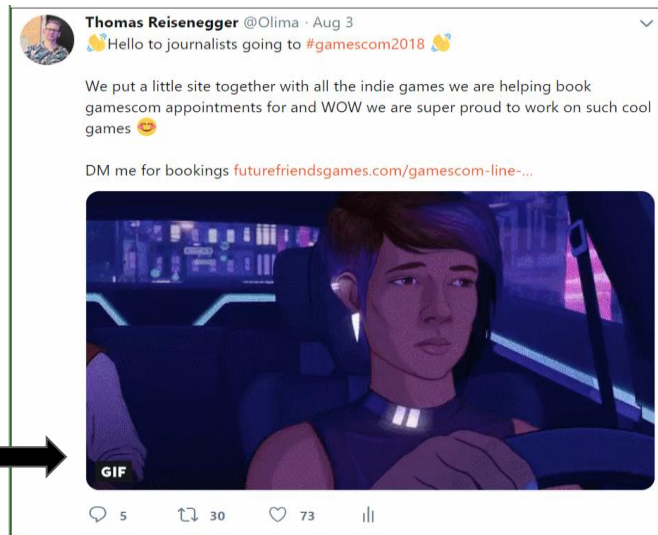 Thomas Reisenegger @Olima · Aug 3
👋Hello to journalists going to #gamescom2018 👋
We put a little site together with all the indie games we are helping book
gamescom appointments for and WOW we are super proud to work on such cool
games 😊
DM me for bookings futurefriendsgames.com/gamescom-line-...
GIF
5 30 73